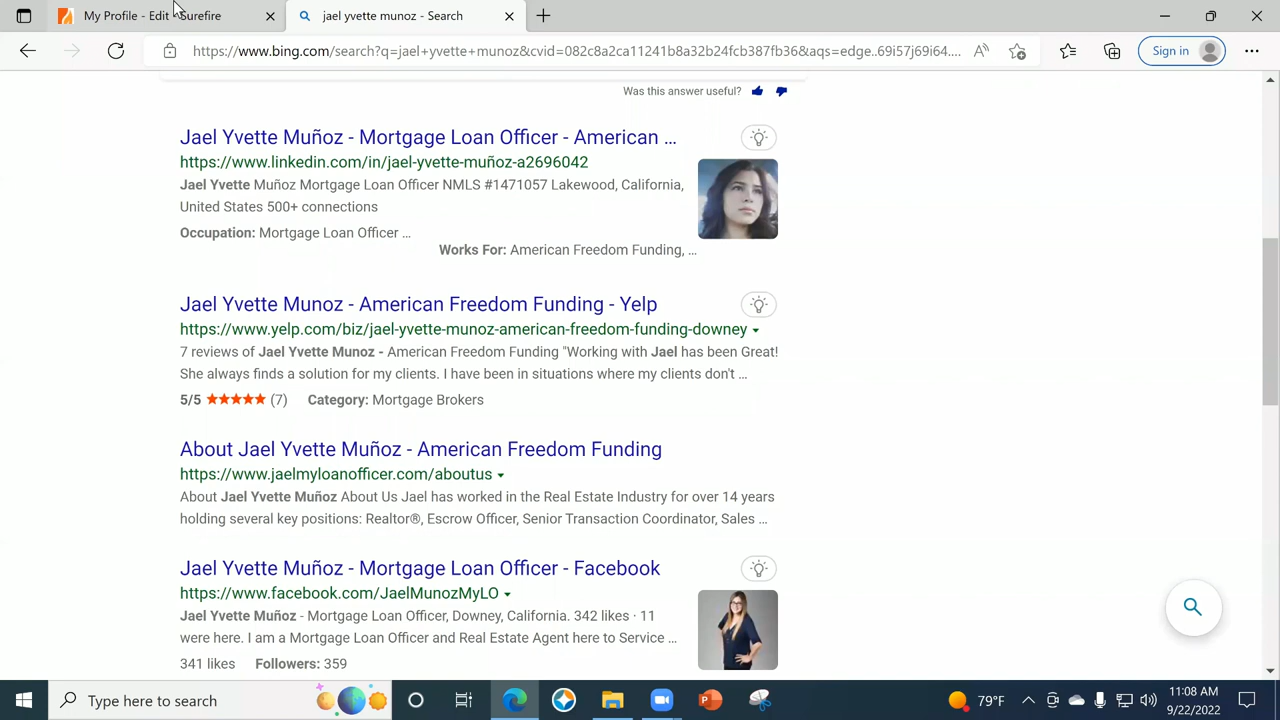 My Profile - Edit - Surefire
jael yvette munoz - Search
https://www.bing.com/search?q=jael+yvette+munoz&cvid=082c8a2ca11241b8a32b24fcb387fb36&aqs=edge..69i57j69i64....
Sign in
Was this answer useful?
Jael Yvette Muñoz - Mortgage Loan Officer - American ...
https://www.linkedin.com/in/jael-yvette-muñoz-a2696042
Jael Yvette Muñoz Mortgage Loan Officer NMLS #1471057 Lakewood, California,
United States 500+ connections
Occupation: Mortgage Loan Officer ...
Works For: American Freedom Funding, ...
Jael Yvette Munoz - American Freedom Funding - Yelp
https://www.yelp.com/biz/jael-yvette-munoz-american-freedom-funding-downey
7 reviews of Jael Yvette Munoz - American Freedom Funding "Working with Jael has been Great!
She always finds a solution for my clients. I have been in situations where my clients don't ...
5/5 ★★★★★ (7) Category: Mortgage Brokers
About Jael Yvette Muñoz - American Freedom Funding
https://www.jaelmyloanofficer.com/aboutus
About Jael Yvette Muñoz About Us Jael has worked in the Real Estate Industry for over 14 years
holding several key positions: Realtor®, Escrow Officer, Senior Transaction Coordinator, Sales ...
Jael Yvette Muñoz - Mortgage Loan Officer - Facebook
https://www.facebook.com/JaelMunozMyLO
Jael Yvette Muñoz - Mortgage Loan Officer, Downey, California. 342 likes · 11
were here. I am a Mortgage Loan Officer and Real Estate Agent here to Service ...
341 likes Followers: 359
Type here to search
79°F
11:08 AM
9/22/2022